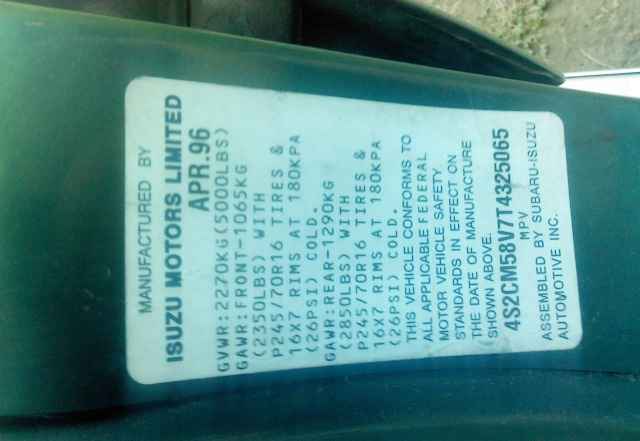 MANUFACTURED BY
ISUZU MOTORS LIMITED
APR.96
GVWR:2270KG(5000LBS)
GAWR:FRONT-1065KG
(2350LBS) WITH
P245/70R16 TIRES &
16X7 RIMS AT 180KPA
(26PSI) COLD.
GAWR:REAR-1290KG
(2850LBS) WITH
P245/70R16 TIRES &
16X7 RIMS AT 180KPA
(26PSI) COLD.
THIS VEHICLE CONFORMS TO
ALL APPLICABLE FEDERAL
MOTOR VEHICLE SAFETY
STANDARDS IN EFFECT ON
THE DATE OF MANUFACTURE
SHOWN ABOVE.
4S2CM58V7T4325065
MPV
ASSEMBLED BY SUBARU-ISUZU
AUTOMOTIVE INC.